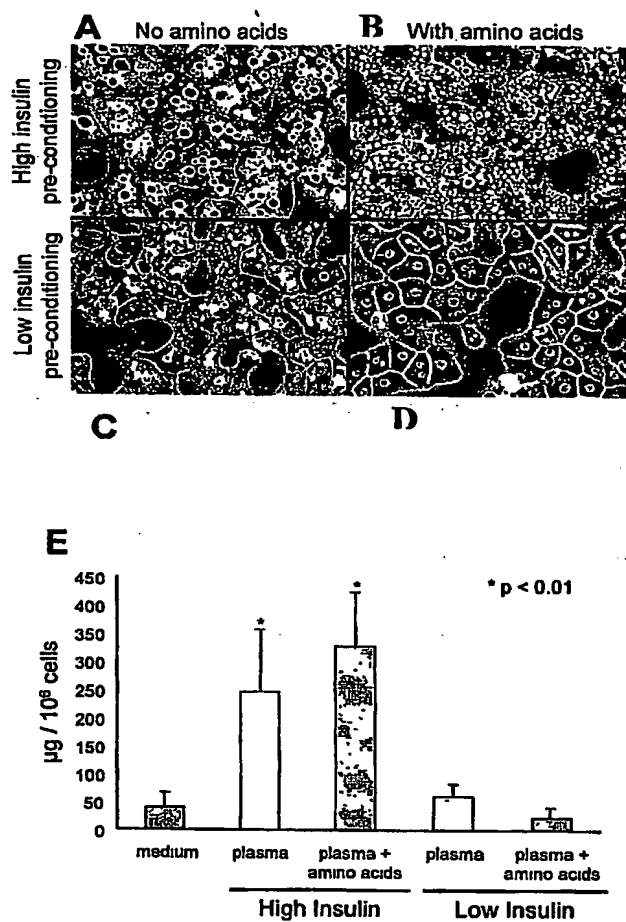 A No amino acids B With amino acids
High insulin
pre-conditioning
Low insulin
pre-conditioning
C D
E
450
400
350
300
250
200
150
100
50
0
µg / 10⁶ cells
* p < 0.01
*
*
medium plasma plasma + amino acids plasma plasma + amino acids
High Insulin Low Insulin